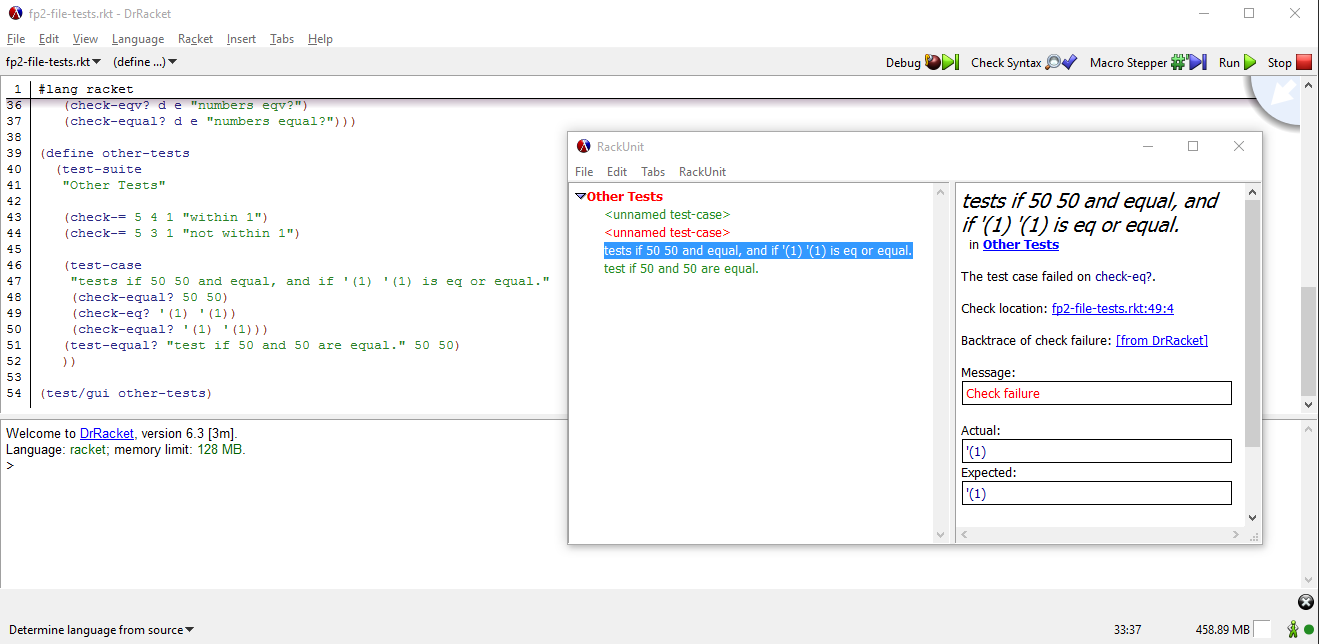 fp2-file-tests.rkt - DrRacket
File Edit View Language Racket Insert Tabs Help
fp2-file-tests.rkt (define ...) Debug Check Syntax Macro Stepper Run Stop
1 #lang racket
36 (check-eqv? d e "numbers eqv?")
37 (check-equal? d e "numbers equal?")))
38
39 (define other-tests
40 (test-suite
41 "Other Tests"
42
43 (check-= 5 4 1 "within 1")
44 (check-= 5 3 1 "not within 1")
45
46 (test-case
47 "tests if 50 50 and equal, and if '(1) '(1) is eq or equal."
48 (check-equal? 50 50)
49 (check-eq? '(1) '(1))
50 (check-equal? '(1) '(1)))
51 (test-equal? "test if 50 and 50 are equal." 50 50)
52 ))
53
54 (test/gui other-tests)
RackUnit
File Edit Tabs RackUnit
Other Tests
<unnamed test-case>
<unnamed test-case>
tests if 50 50 and equal, and if '(1) '(1) is eq or equal.
test if 50 and 50 are equal.
tests if 50 50 and equal, and
if '(1) '(1) is eq or equal.
in Other Tests
The test case failed on check-eq?.
Check location: fp2-file-tests.rkt:49:4
Backtrace of check failure: [from DrRacket]
Message:
Check failure
Actual:
'(1)
Expected:
'(1)
Welcome to DrRacket, version 6.3 [3m].
Language: racket; memory limit: 128 MB.
>
Determine language from source 33:37 458.89 MB